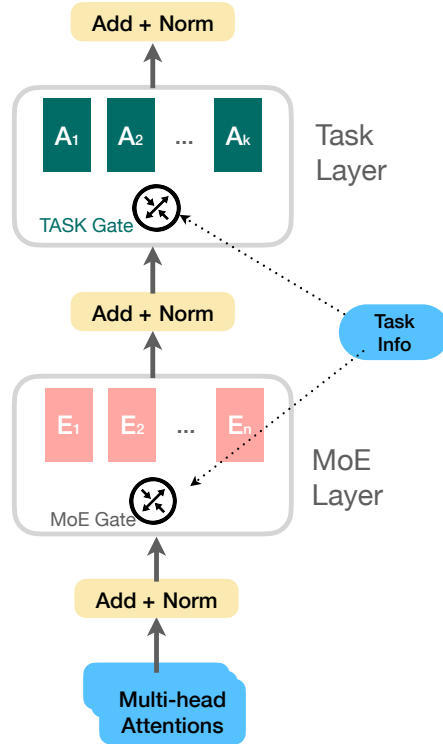 Add + Norm
A1 A2 ... Ak
Task
Layer
TASK Gate
Add + Norm
Task
Info
E1 E2 ... En
MoE
Layer
MoE Gate
Add + Norm
Multi-head
Attentions